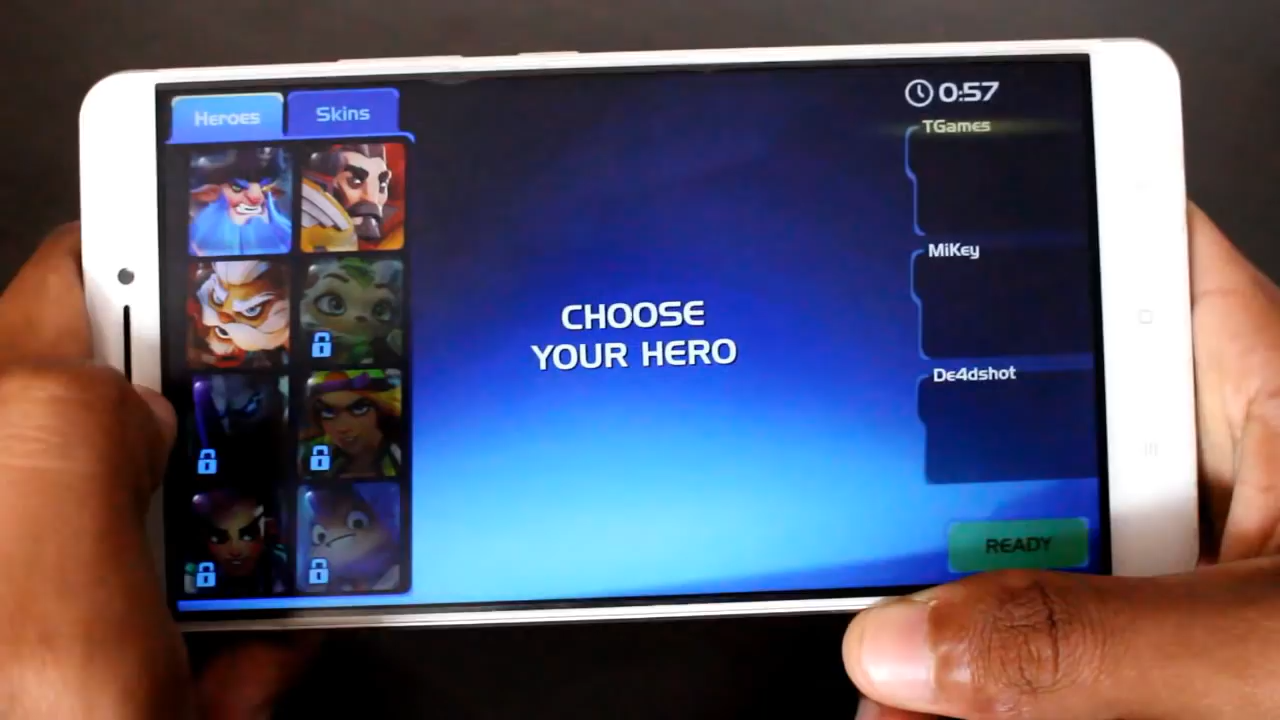 Heroes
Skins
0:57
TGames
MiKey
De4dshot
CHOOSE
YOUR HERO
READY